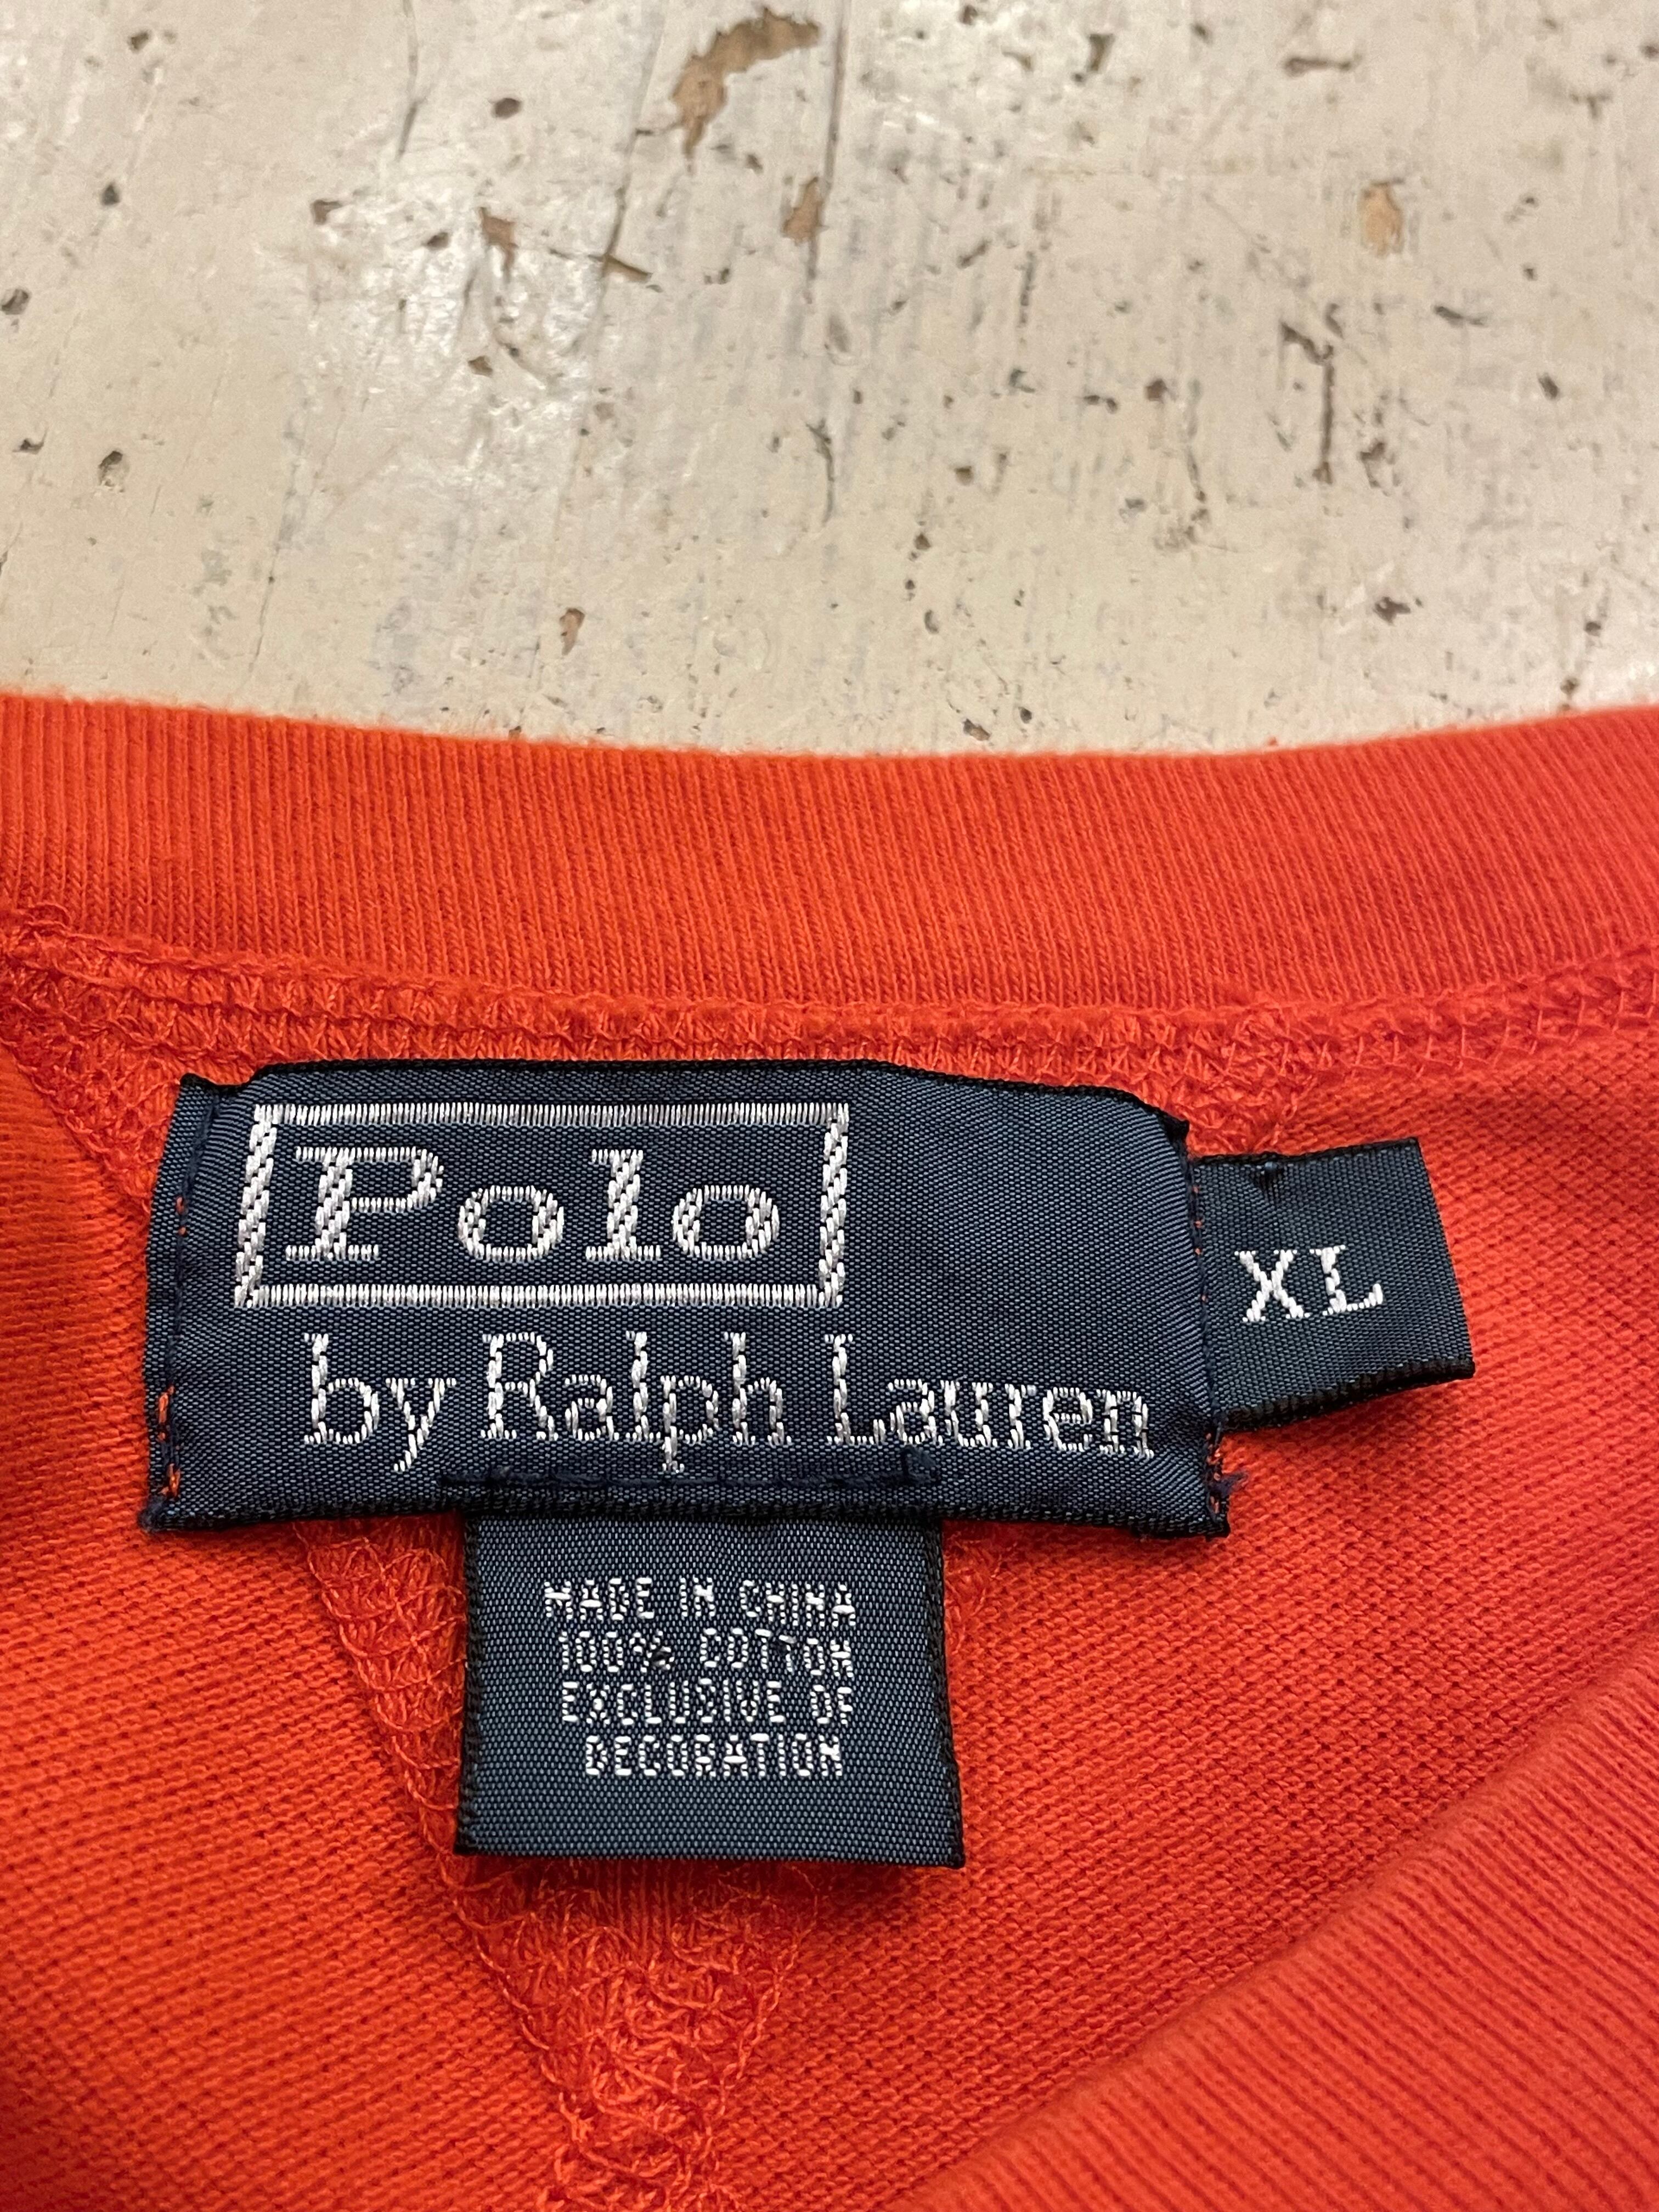 Polo
by Ralph Lauren
XL
MADE IN CHINA
100% COTTON
EXCLUSIVE OF
DECORATION